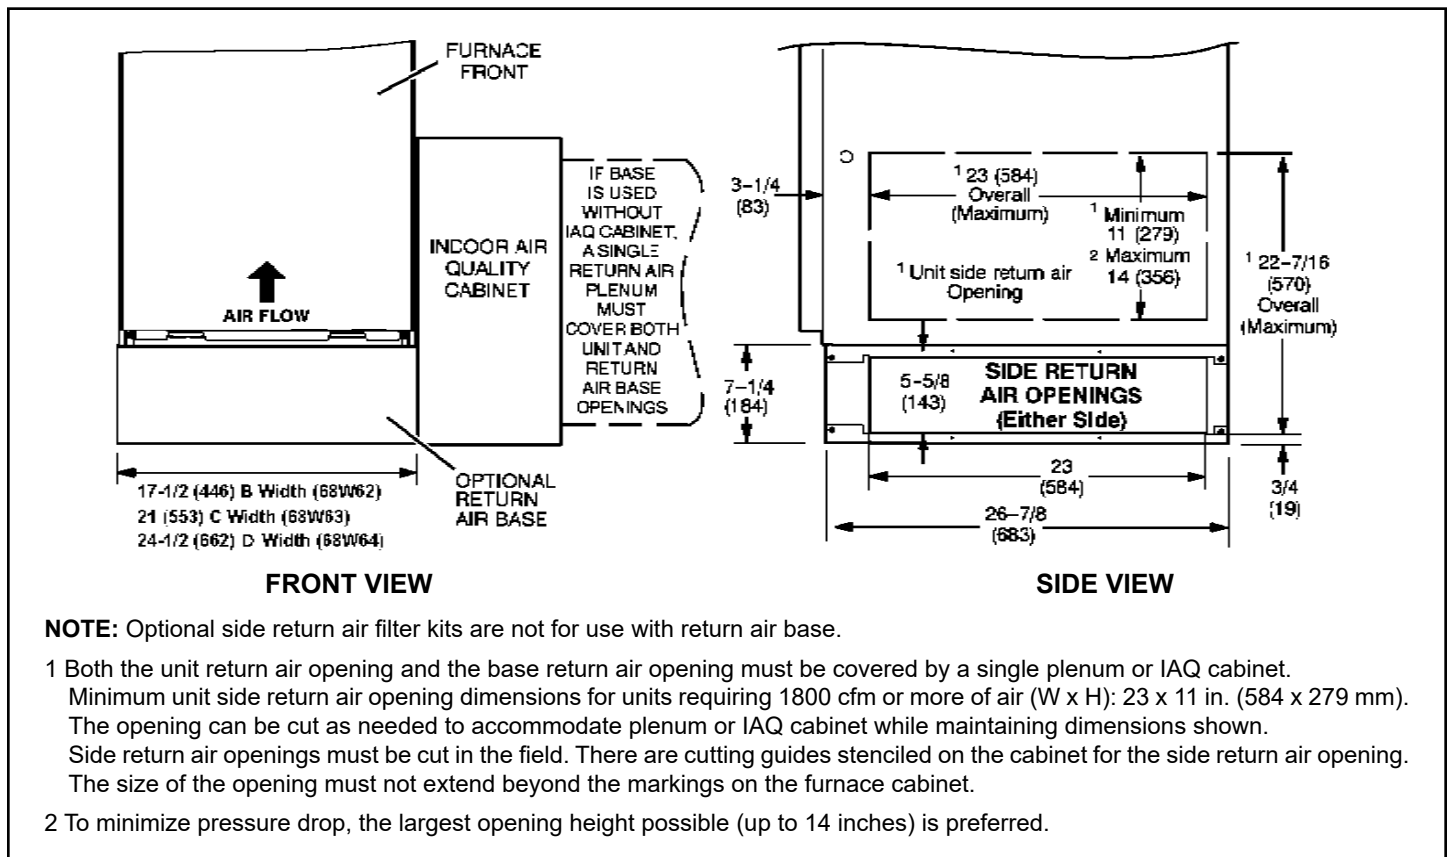 FURNACE
FRONT
AIR FLOW
INDOOR AIR
QUALITY
CABINET
IF BASE
IS USED
WITHOUT
IAQ CABINET,
A SINGLE
RETURN AIR
PLENUM
MUST
COVER BOTH
UNIT AND
RETURN
AIR BASE
OPENINGS
OPTIONAL
RETURN
AIR BASE
17-1/2 (446) B Width (68W62)
21 (553) C Width (68W63)
24-1/2 (662) D Width (68W64)
FRONT VIEW
3-1/4
(83)
1 23 (584)
Overall
(Maximum)
1 Minimum
11 (279)
2 Maximum
14 (356)
1 Unit side return air
Opening
1 22-7/16
(570)
Overall
(Maximum)
7-1/4
(184)
5-5/8
(143)
SIDE RETURN
AIR OPENINGS
(Either Side)
23
(584)
26-7/8
(683)
3/4
(19)
SIDE VIEW
NOTE: Optional side return air filter kits are not for use with return air base.
1 Both the unit return air opening and the base return air opening must be covered by a single plenum or IAQ cabinet.
Minimum unit side return air opening dimensions for units requiring 1800 cfm or more of air (W x H): 23 x 11 in. (584 x 279 mm).
The opening can be cut as needed to accommodate plenum or IAQ cabinet while maintaining dimensions shown.
Side return air openings must be cut in the field. There are cutting guides stenciled on the cabinet for the side return air opening.
The size of the opening must not extend beyond the markings on the furnace cabinet.
2 To minimize pressure drop, the largest opening height possible (up to 14 inches) is preferred.